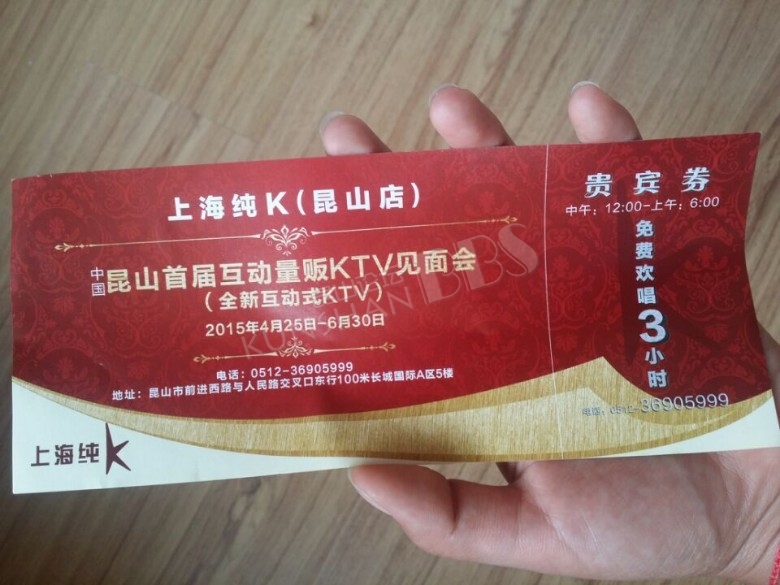 上海纯K(昆山店)
中国 昆山首届互动量贩KTV见面会
(全新互动式KTV)
2015年4月25日-6月30日
电话:0512-36905999
地址:昆山市前进西路与人民路交叉口东行100米长城国际A区5楼
上海纯K
贵宾券
中午:12:00-上午:6:00
免费欢唱3小时
电话:0512-36905999
KUNSHAN BBS